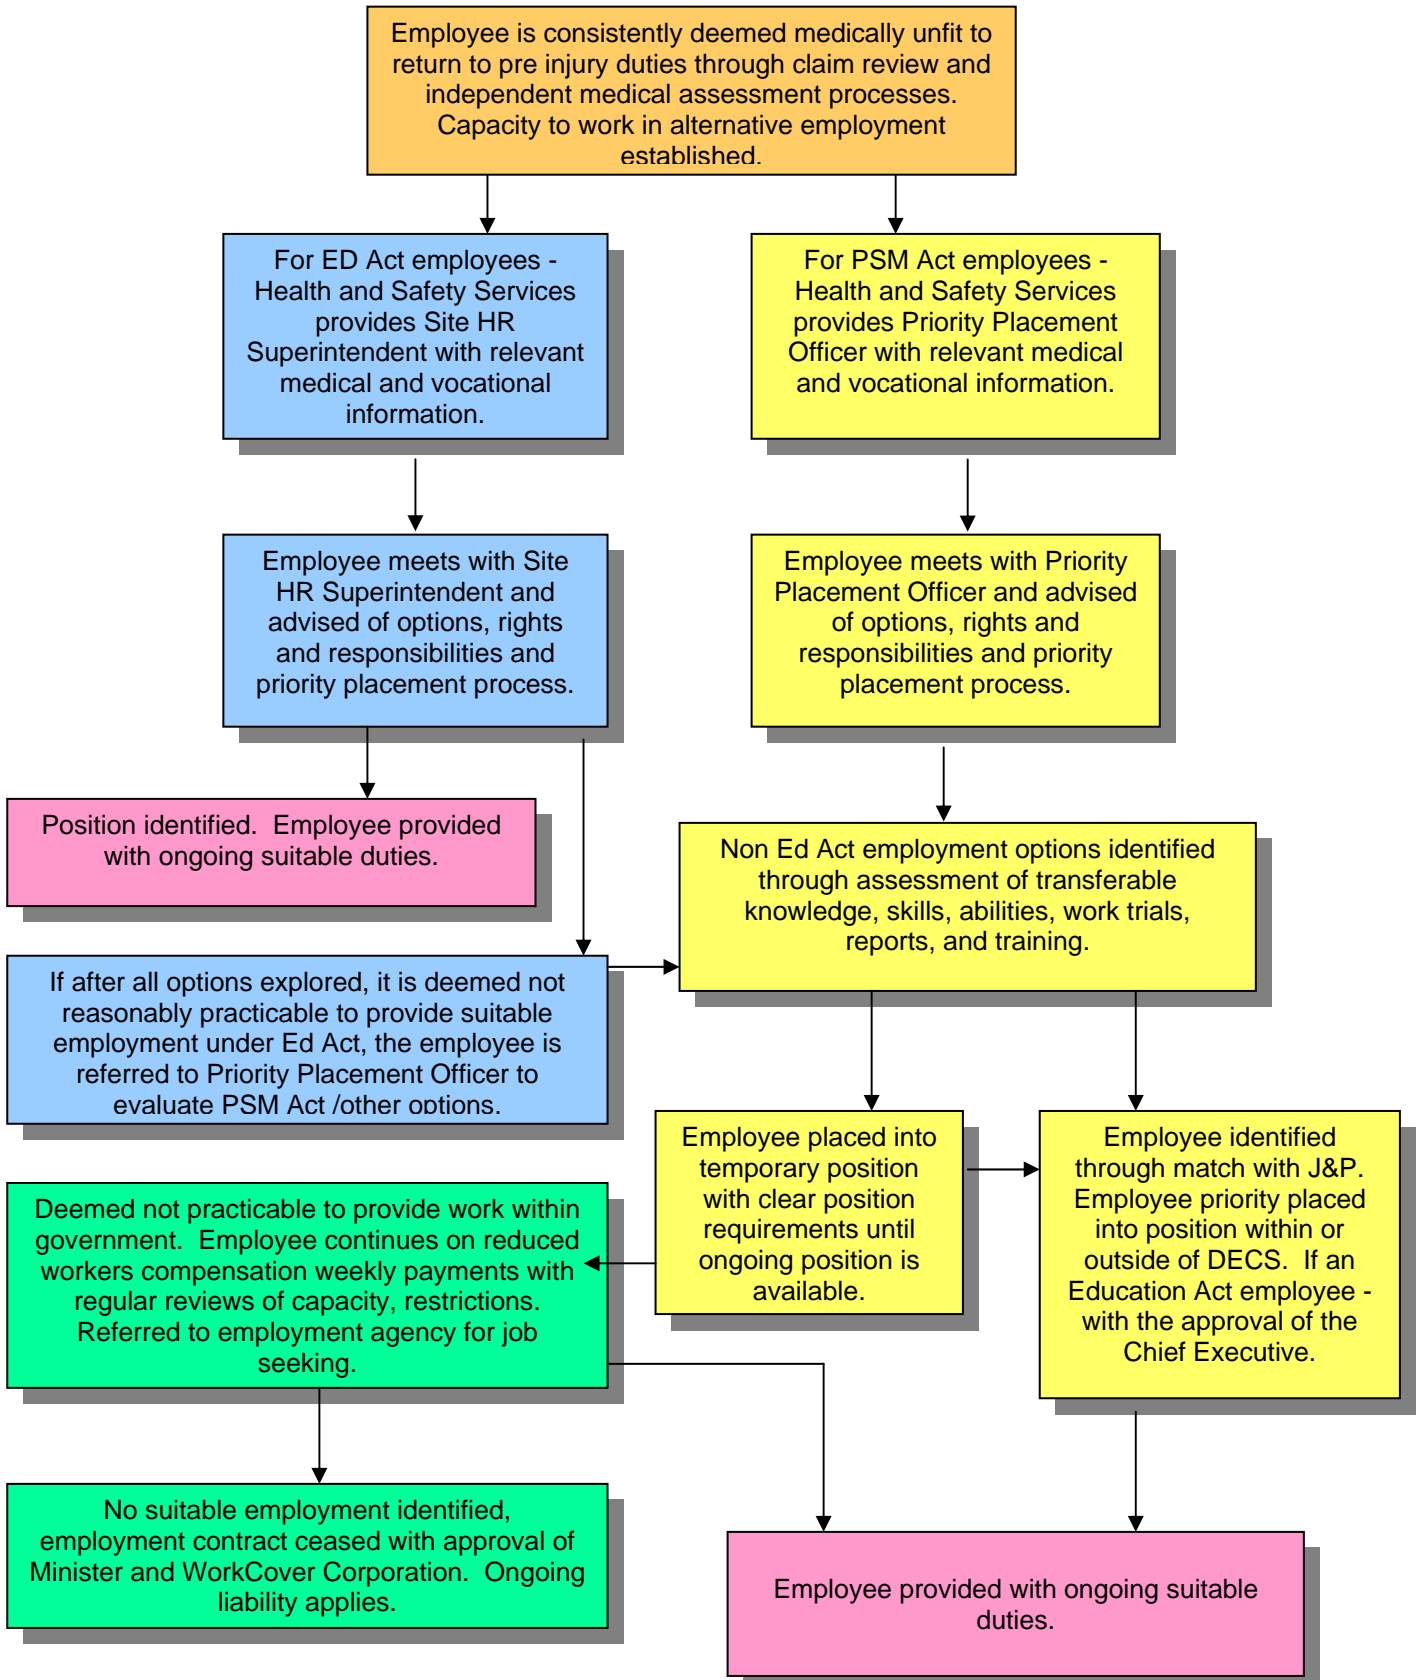 Employee is consistently deemed medically unfit to
return to pre injury duties through claim review and
independent medical assessment processes.
Capacity to work in alternative employment
established.
For ED Act employees -
Health and Safety Services
provides Site HR
Superintendent with relevant
medical and vocational
information.
For PSM Act employees -
Health and Safety Services
provides Priority Placement
Officer with relevant medical
and vocational information.
Employee meets with Site
HR Superintendent and
advised of options, rights
and responsibilities and
priority placement process.
Employee meets with Priority
Placement Officer and advised
of options, rights and
responsibilities and priority
placement process.
Position identified.  Employee provided
with ongoing suitable duties.
Non Ed Act employment options identified
through assessment of transferable
knowledge, skills, abilities, work trials,
reports, and training.
If after all options explored, it is deemed not
reasonably practicable to provide suitable
employment under Ed Act, the employee is
referred to Priority Placement Officer to
evaluate PSM Act /other options.
Employee placed into
temporary position
with clear position
requirements until
ongoing position is
available.
Employee identified
through match with J&P.
Employee priority placed
into position within or
outside of DECS.  If an
Education Act employee -
with the approval of the
Chief Executive.
Deemed not practicable to provide work within
government.  Employee continues on reduced
workers compensation weekly payments with
regular reviews of capacity, restrictions.
Referred to employment agency for job
seeking.
No suitable employment identified,
employment contract ceased with approval of
Minister and WorkCover Corporation.  Ongoing
liability applies.
Employee provided with ongoing suitable
duties.